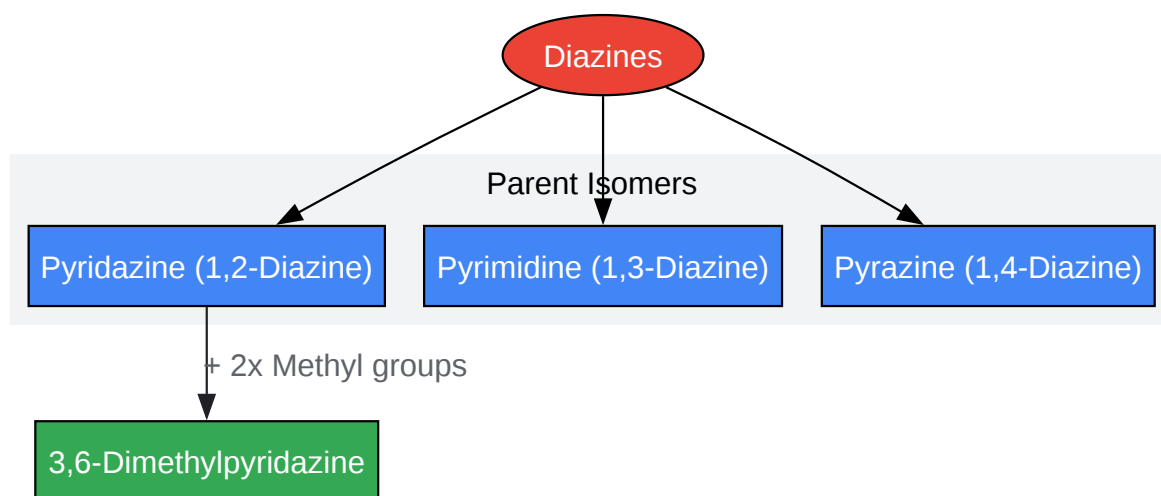 Diazines
Parent Isomers
Pyridazine (1,2-Diazine)
Pyrimidine (1,3-Diazine)
Pyrazine (1,4-Diazine)
+ 2x Methyl groups
3,6-Dimethylpyridazine